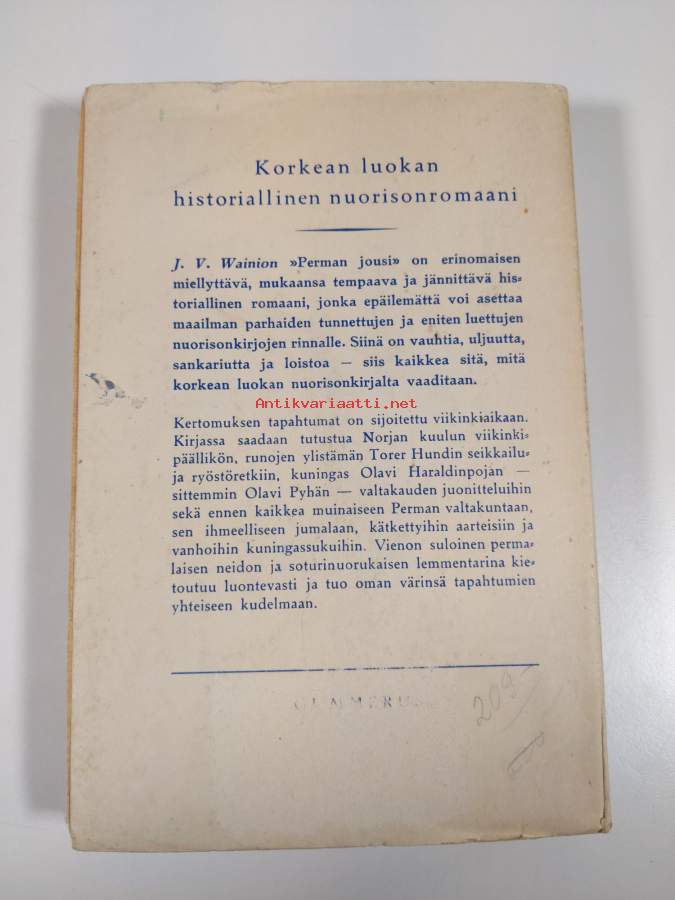 Korkean luokan
historiallinen nuorisonromaani
J. V. Wainion »Perman jousi» on erinomaisen
miellyttävä, mukaansa tempaava ja jännittävä his-
toriallinen romaani, jonka epäilemättä voi asettaa
maailman parhaiden tunnettujen ja eniten luettujen
nuorisonkirjojen rinnalle. Siinä on vauhtia, uljuutta,
sankariutta ja loistoa — siis kaikkea sitä, mitä
korkean luokan nuorisonkirjalta vaaditaan.
Antikvariaatti.net
Kertomuksen tapahtumat on sijoitettu viikinkiaikaan.
Kirjassa saadaan tutustua Norjan kuulun viikinki-
päällikön, runojen ylistämän Torer Hundin seikkailu-
ja ryöstöretkiin, kuningas Olavi Haraldinpojan —
sittemmin Olavi Pyhän — valtakauden juonitteluihin
sekä ennen kaikkea muinaiseen Perman valtakuntaan,
sen ihmeelliseen jumalaan, kätkettyihin aarteisiin ja
vanhoihin kuningassukuihin. Vienon suloinen perma-
laisen neidon ja soturinuorukaisen lemmentarina kie-
toutuu luontevasti ja tuo oman värinsä tapahtumien
yhteiseen kudelmaan.
GUMMERUS
209